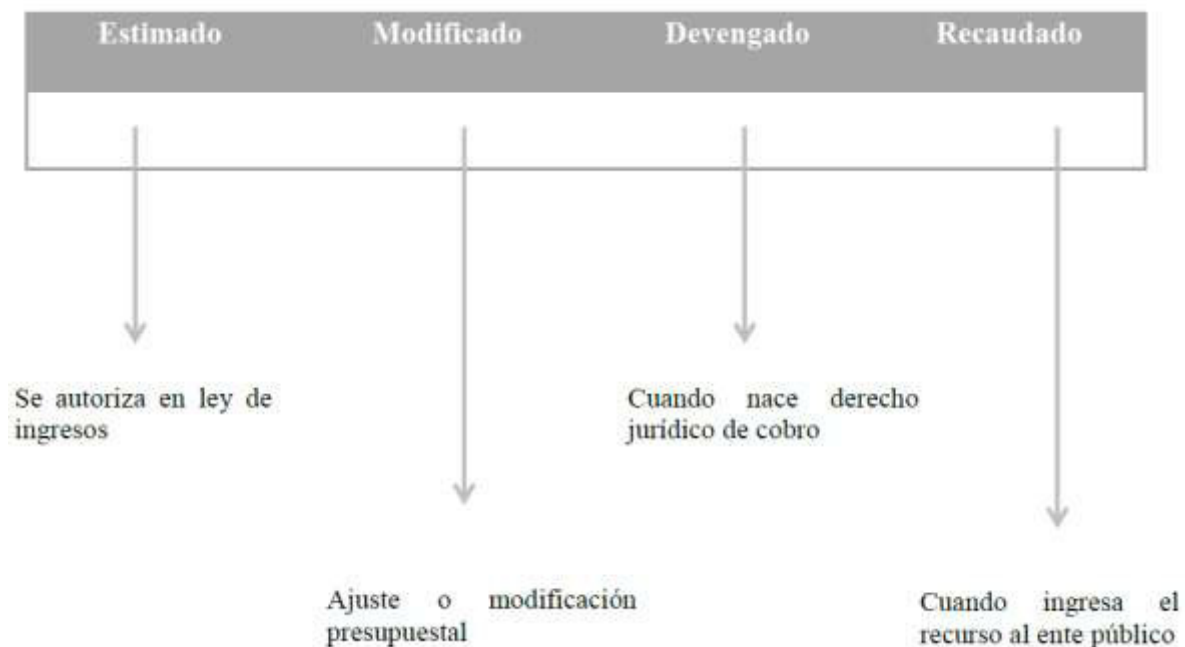 Estimado Modificado Devengado Recaudado
Se autoriza en ley de
ingresos
Cuando nace derecho
jurídico de cobro
Ajuste o modificación
presupuestal
Cuando ingresa el
recurso al ente público